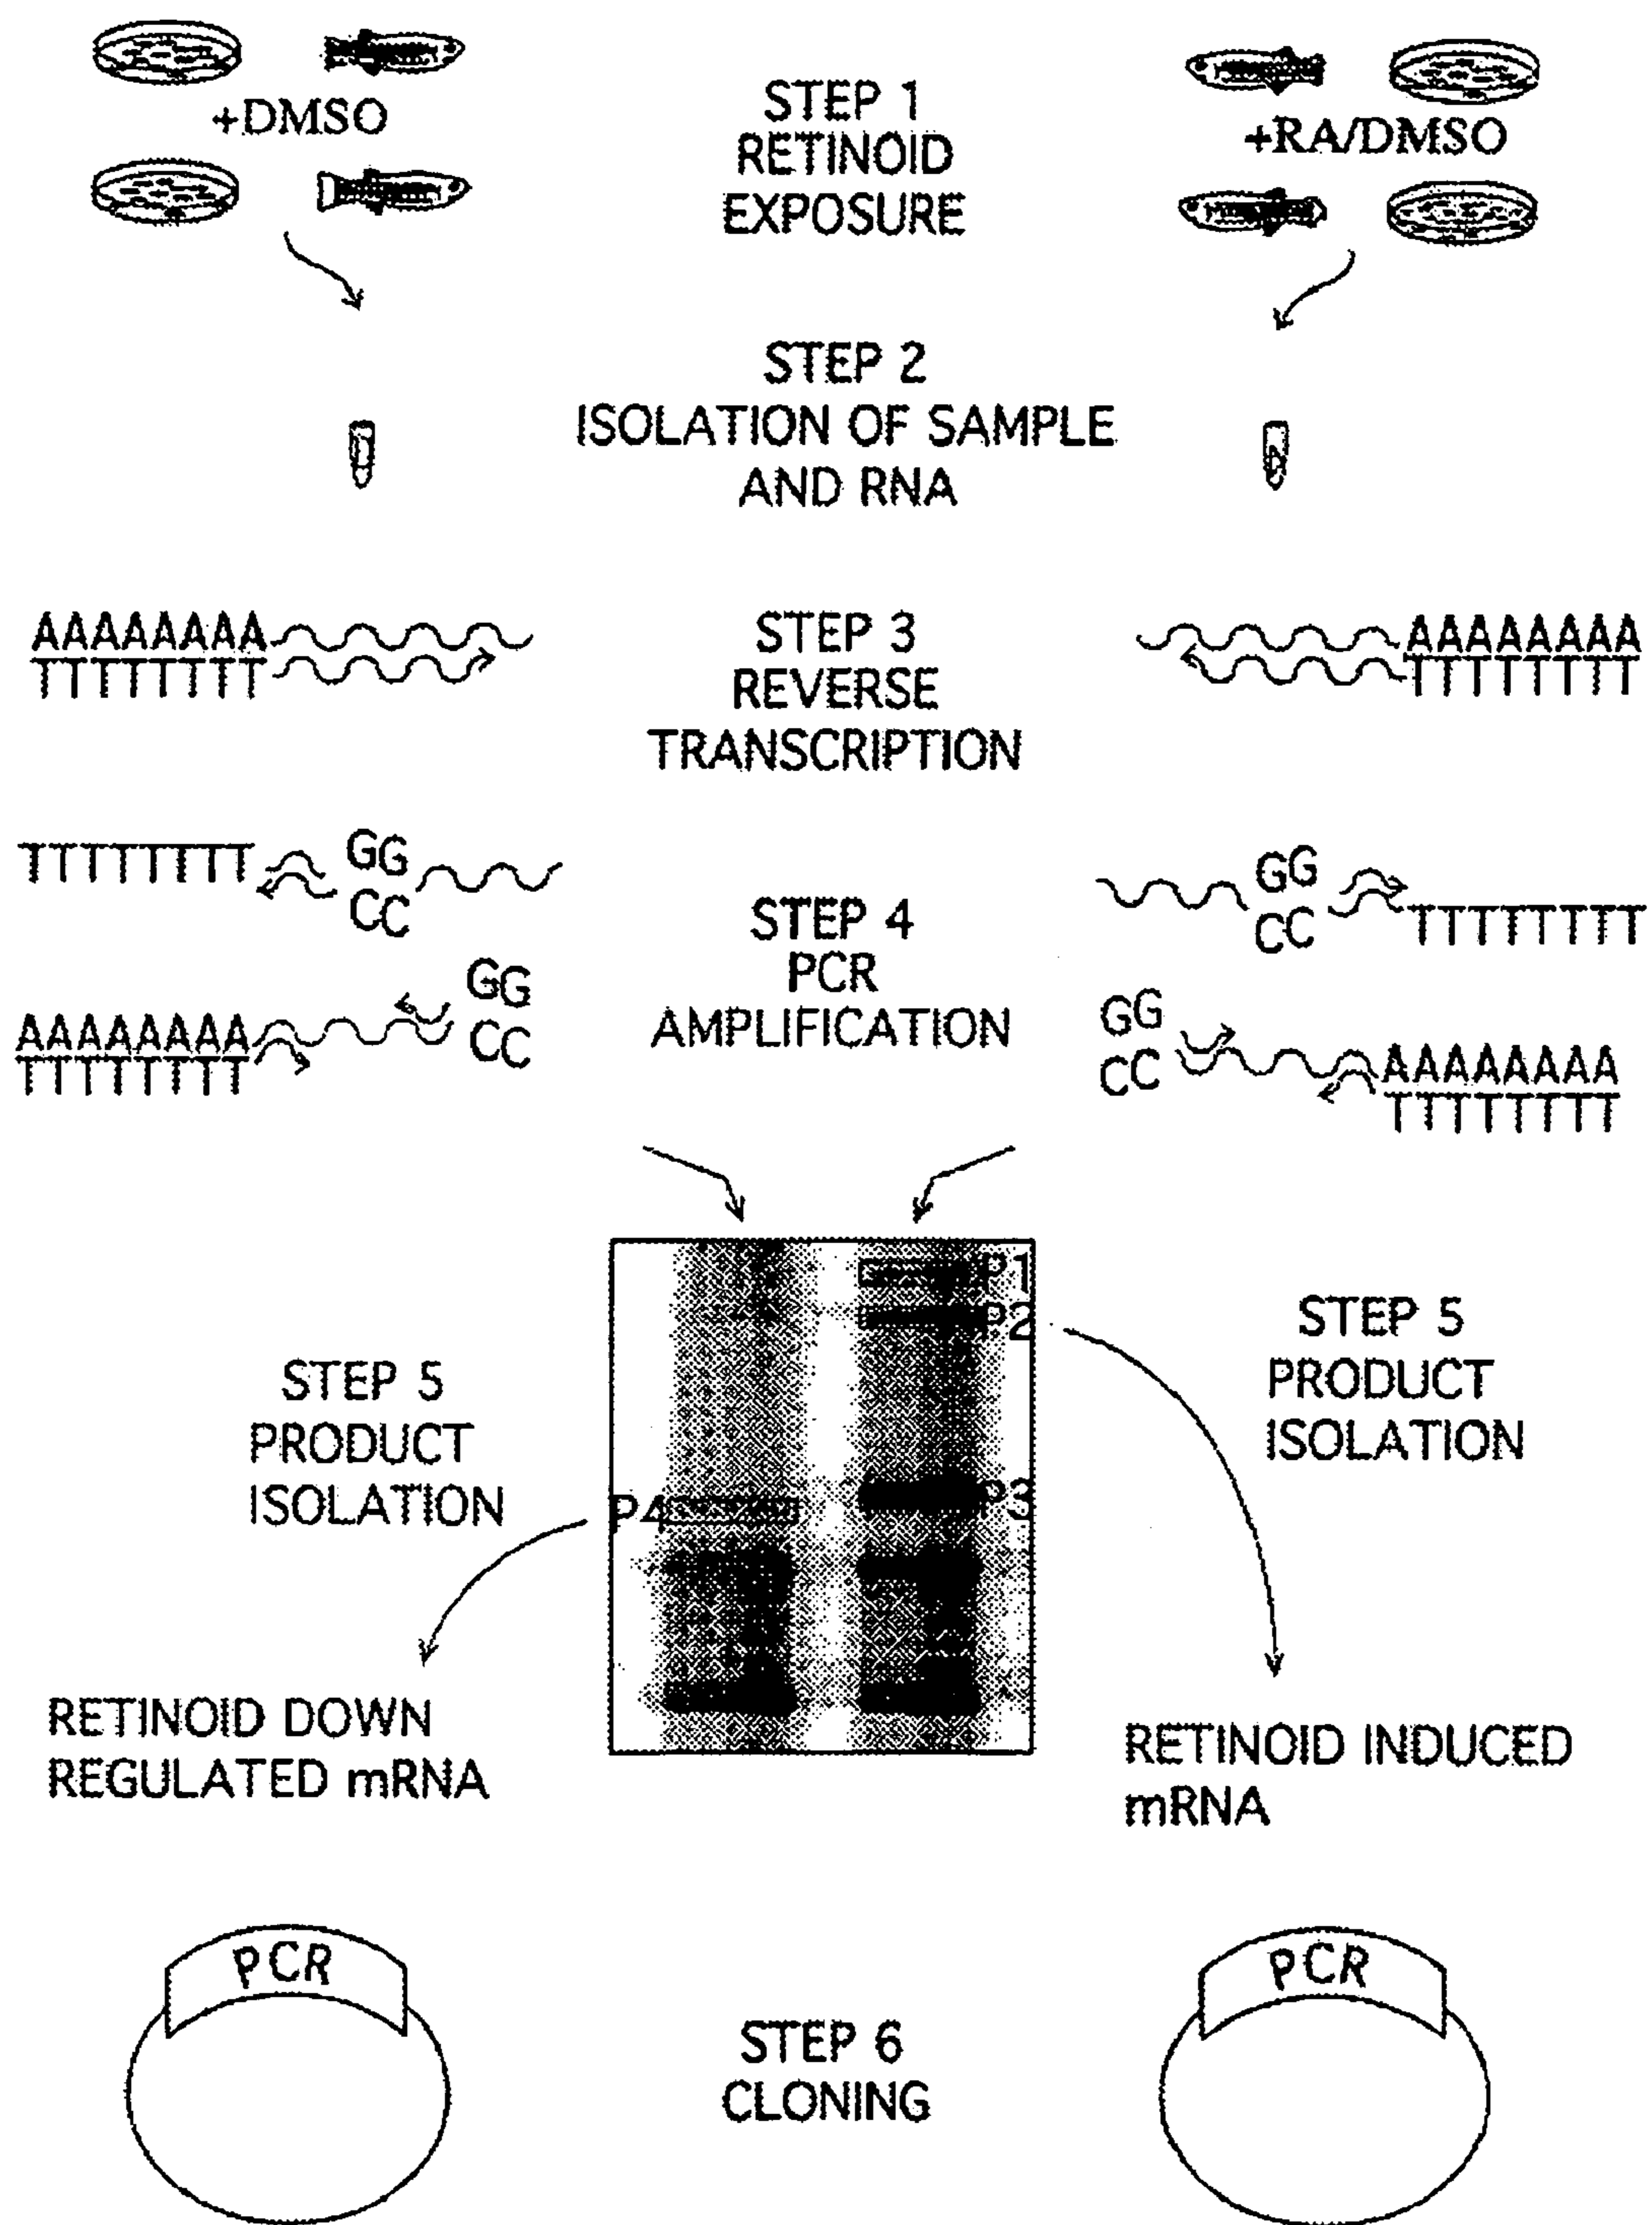 +DMSO
STEP 1
RETINOID
EXPOSURE
+RA/DMSO
STEP 2
ISOLATION OF SAMPLE
AND RNA
AAAAAAAA
TTTTTTTT
STEP 3
REVERSE
TRANSCRIPTION
AAAAAAAA
TTTTTTTT
TTTTTTTT
GG
CC
GG
CC
AAAAAAAA
TTTTTTTT
STEP 4
PCR
AMPLIFICATION
GG
CC
TTTTTTTT
GG
CC
AAAAAAAA
TTTTTTTT
P1
P2
P3
P4
STEP 5
PRODUCT
ISOLATION
STEP 5
PRODUCT
ISOLATION
RETINOID DOWN
REGULATED mRNA
RETINOID INDUCED
mRNA
PCR
STEP 6
CLONING
PCR